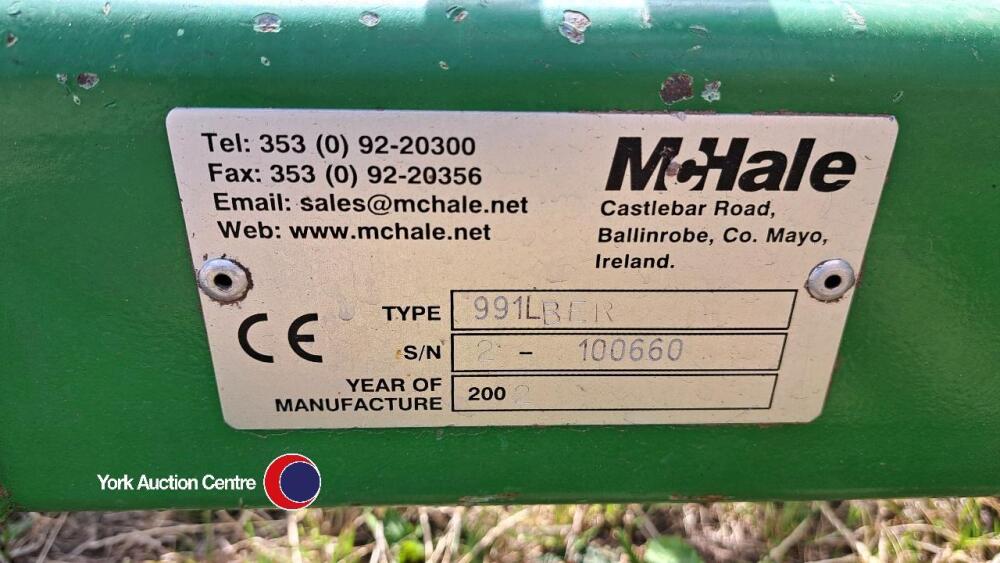 Tel: 353 (0) 92-20300
Fax: 353 (0) 92-20356
Email: sales@mchale.net
Web: www.mchale.net
McHale
Castlebar Road,
Ballinrobe, Co. Mayo,
Ireland.
CE
TYPE 991LBER
S/N 2 - 100660
YEAR OF
MANUFACTURE 2002
York Auction Centre